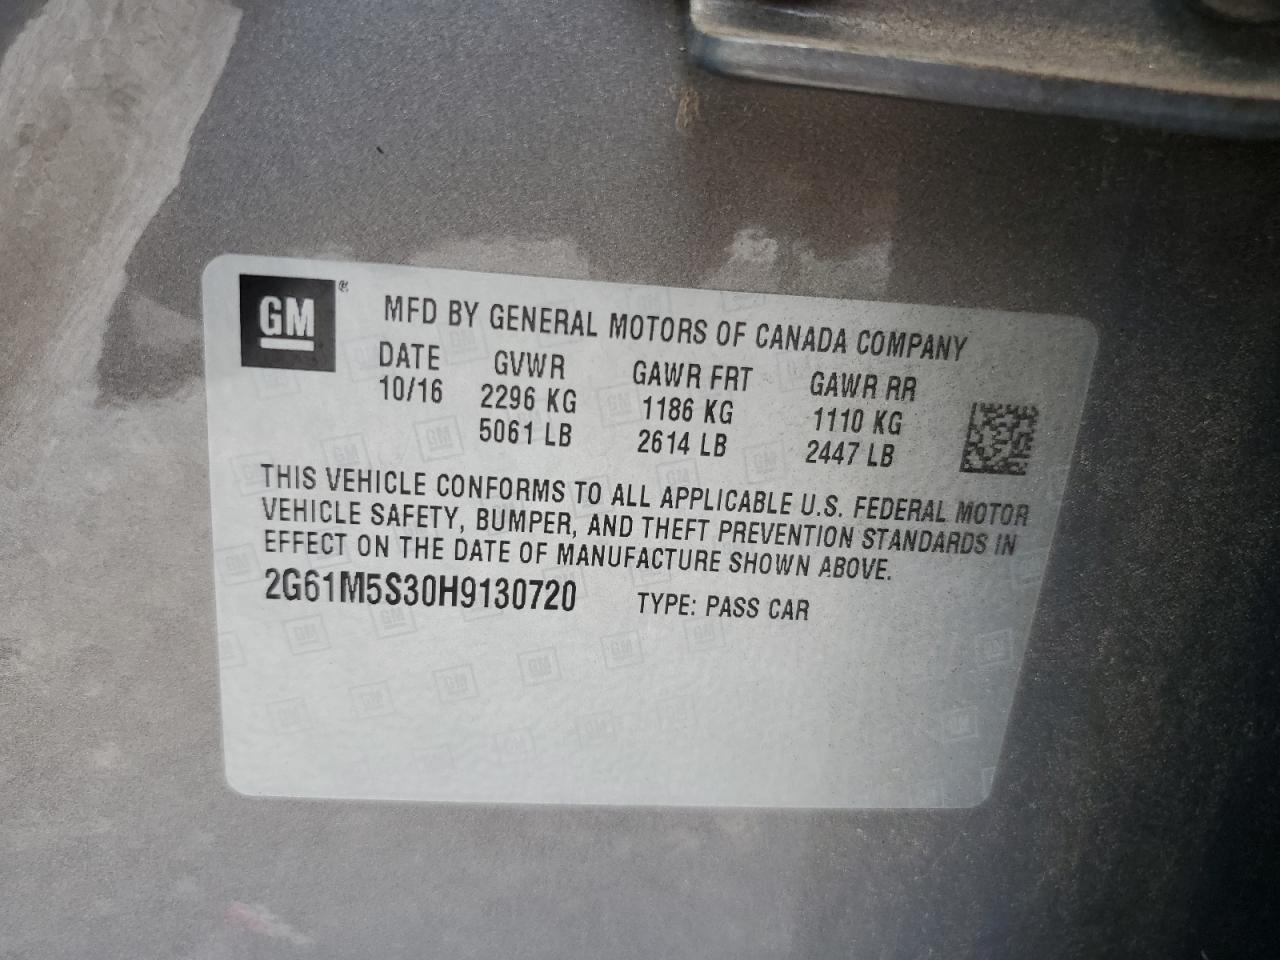 GM ®
MFD BY GENERAL MOTORS OF CANADA COMPANY
DATE GVWR GAWR FRT GAWR RR
10/16 2296 KG 1186 KG 1110 KG
5061 LB 2614 LB 2447 LB
THIS VEHICLE CONFORMS TO ALL APPLICABLE U.S. FEDERAL MOTOR
VEHICLE SAFETY, BUMPER, AND THEFT PREVENTION STANDARDS IN
EFFECT ON THE DATE OF MANUFACTURE SHOWN ABOVE.
2G61M5S30H9130720 TYPE: PASS CAR